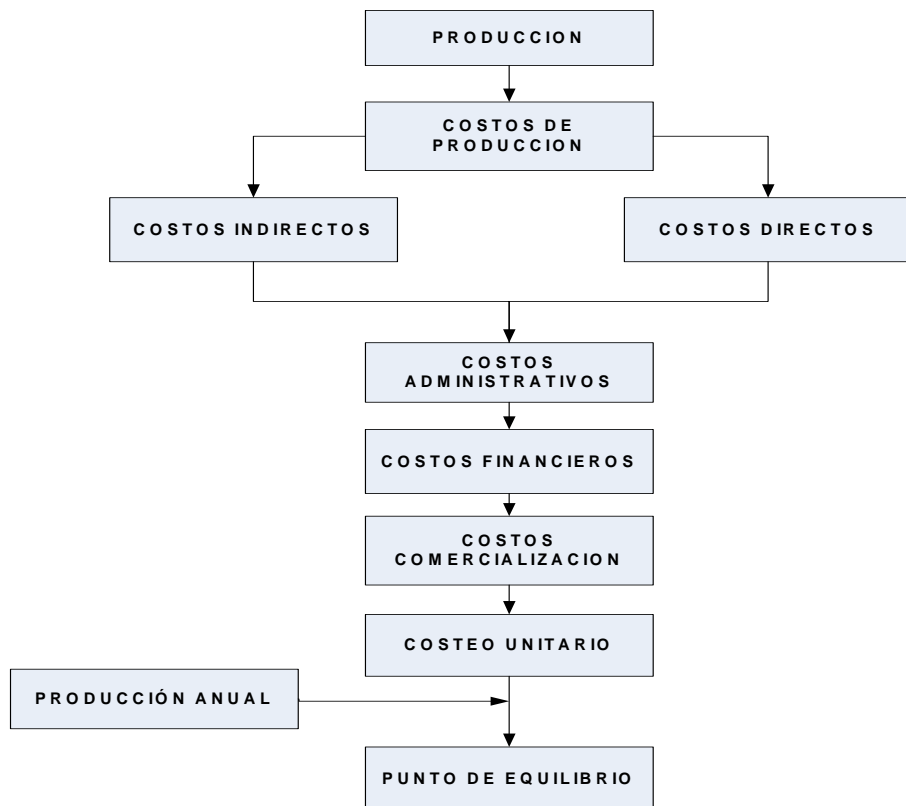 PRODUCCION
COSTOS DE
PRODUCCION
COSTOS INDIRECTOS
COSTOS DIRECTOS
COSTOS
ADMINISTRATIVOS
COSTOS FINANCIEROS
COSTOS
COMERCIALIZACION
COSTEO UNITARIO
PRODUCCIÓN ANUAL
PUNTO DE EQUILIBRIO